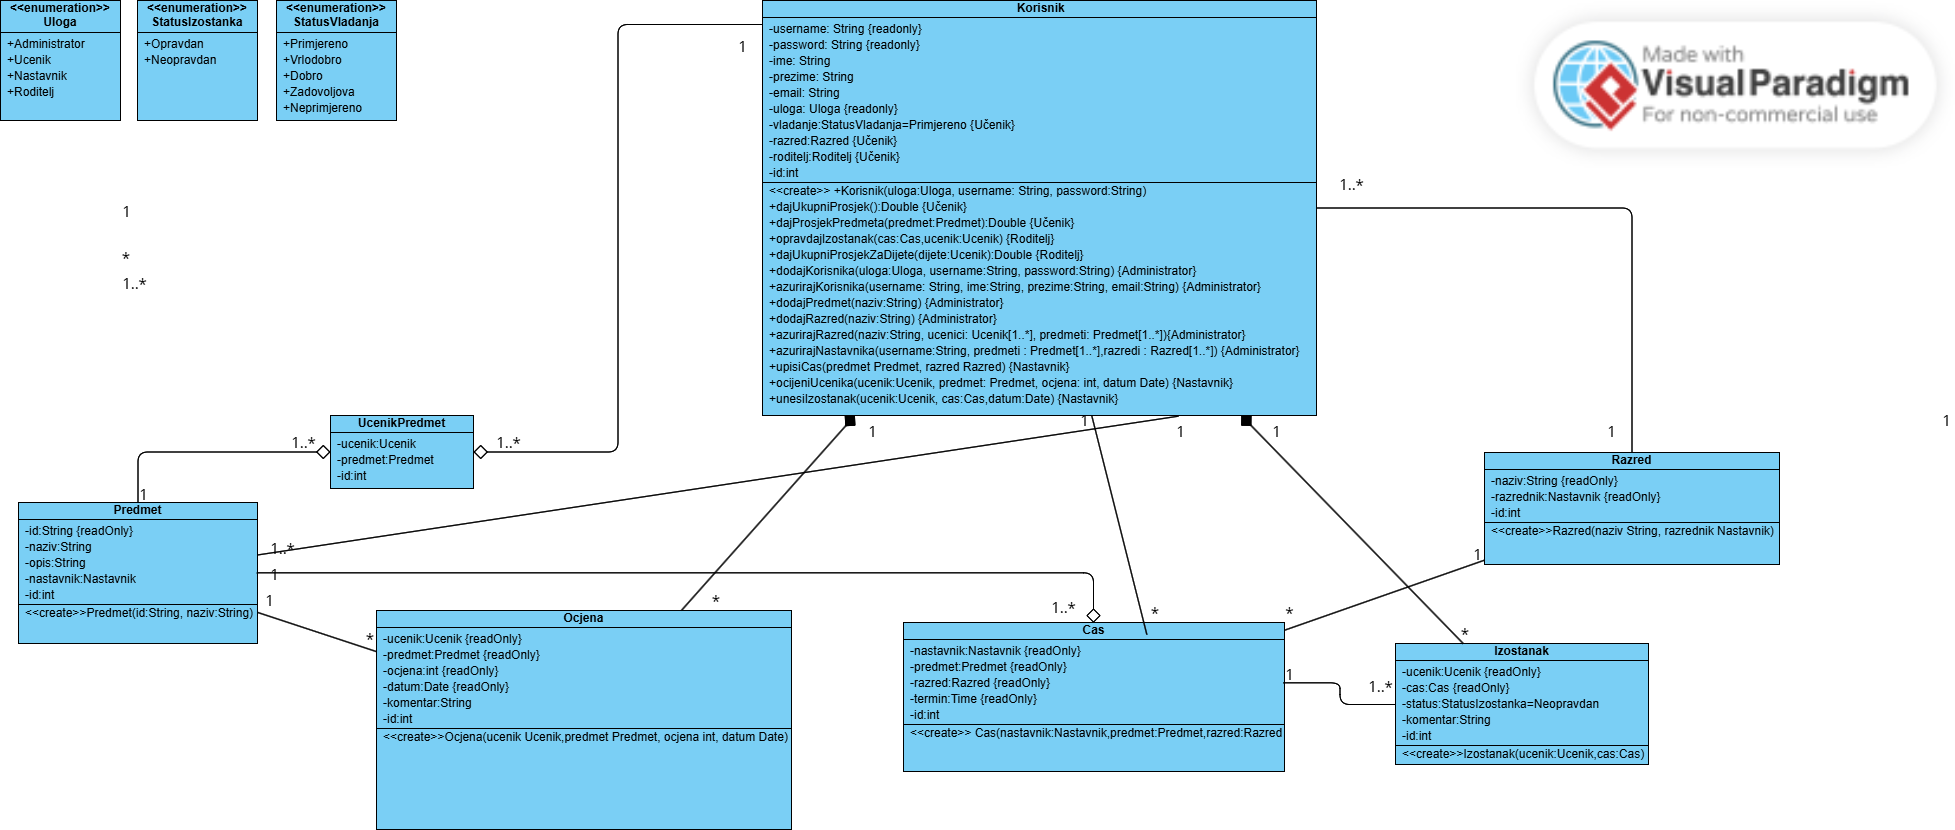 <<enumeration>>
Uloga
+Administrator
+Ucenik
+Nastavnik
+Roditelj
<<enumeration>>
StatusIzostanka
+Opravdan
+Neopravdan
<<enumeration>>
StatusVladanja
+Primjereno
+Vrlodobro
+Dobro
+Zadovoljova
+Neprimjereno
Korisnik
-username: String {readonly}
-password: String {readonly}
-ime: String
-prezime: String
-email: String
-uloga: Uloga {readonly}
-vladanje:StatusVladanja=Primjereno {Učenik}
-razred:Razred {Učenik}
-roditelj:Roditelj {Učenik}
-id:int
<<create>> +Korisnik(uloga:Uloga, username: String, password:String)
+dajUkupniProsjek():Double {Učenik}
+dajProsjekPredmeta(predmet:Predmet):Double {Učenik}
+opravdajIzostanak(cas:Cas,ucenik:Ucenik) {Roditelj}
+dajUkupniProsjekZaDijete(dijete:Ucenik):Double {Roditelj}
+dodajKorisnika(uloga:Uloga, username:String, password:String) {Administrator}
+azurirajKorisnika(username: String, ime:String, prezime:String, email:String) {Administrator}
+dodajPredmet(naziv:String) {Administrator}
+dodajRazred(naziv:String) {Administrator}
+azurirajRazred(naziv:String, ucenici: Ucenik[1..*], predmeti: Predmet[1..*]){Administrator}
+azurirajNastavnika(username:String, predmeti : Predmet[1..*],razredi : Razred[1..*]) {Administrator}
+upisiCas(predmet Predmet, razred Razred) {Nastavnik}
+ocijeniUcenika(ucenik:Ucenik, predmet: Predmet, ocjena: int, datum Date) {Nastavnik}
+unesiIzostanak(ucenik:Ucenik, cas:Cas,datum:Date) {Nastavnik}
Made with
Visual Paradigm
For non-commercial use
1
1..*
1
*
1..*
1
1
1
1
1
1
1..*
1..*
UcenikPredmet
-ucenik:Ucenik
-predmet:Predmet
-id:int
1
Predmet
-id:String {readOnly}
-naziv:String
-opis:String
-nastavnik:Nastavnik
-id:int
<<create>>Predmet(id:String, naziv:String)
1..*
1
1
*
Razred
-naziv:String {readOnly}
-razrednik:Nastavnik {readOnly}
-id:int
<<create>>Razred(naziv String, razrednik Nastavnik)
1
*
*
1..*
*
*
Ocjena
-ucenik:Ucenik {readOnly}
-predmet:Predmet {readOnly}
-ocjena:int {readOnly}
-datum:Date {readOnly}
-komentar:String
-id:int
<<create>>Ocjena(ucenik Ucenik,predmet Predmet, ocjena int, datum Date)
Cas
-nastavnik:Nastavnik {readOnly}
-predmet:Predmet {readOnly}
-razred:Razred {readOnly}
-termin:Time {readOnly}
-id:int
<<create>> Cas(nastavnik:Nastavnik,predmet:Predmet,razred:Razred
1
1..*
Izostanak
-ucenik:Ucenik {readOnly}
-cas:Cas {readOnly}
-status:StatusIzostanka=Neopravdan
-komentar:String
-id:int
<<create>>Izostanak(ucenik:Ucenik,cas:Cas)